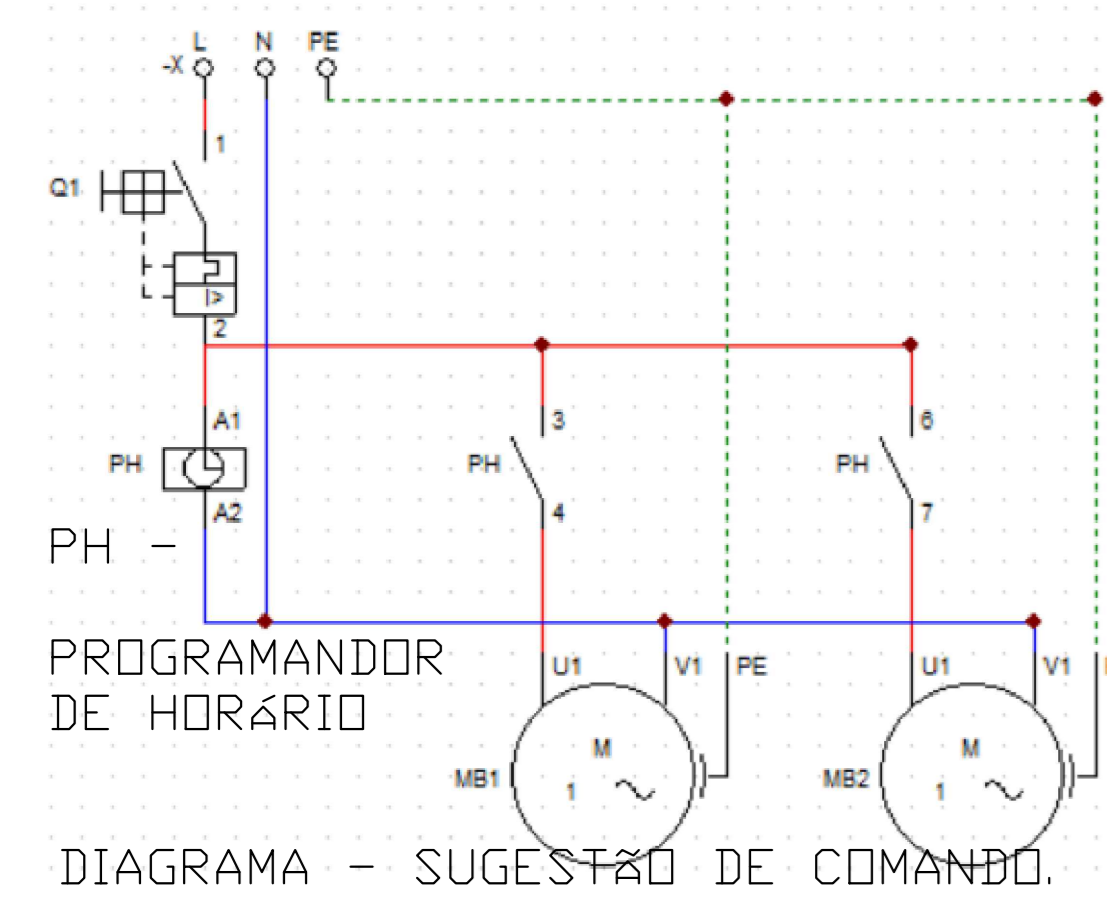 L N PE
-X
1
Q1
I>
2
A1
3
6
PH
PH
PH
A2
4
7
PH -
PROGRAMANDOR
DE HORáRIO
U1 V1 PE
U1 V1
M
M
MB1
1
MB2
1
DIAGRAMA - SUGESTÃO DE COMANDO.